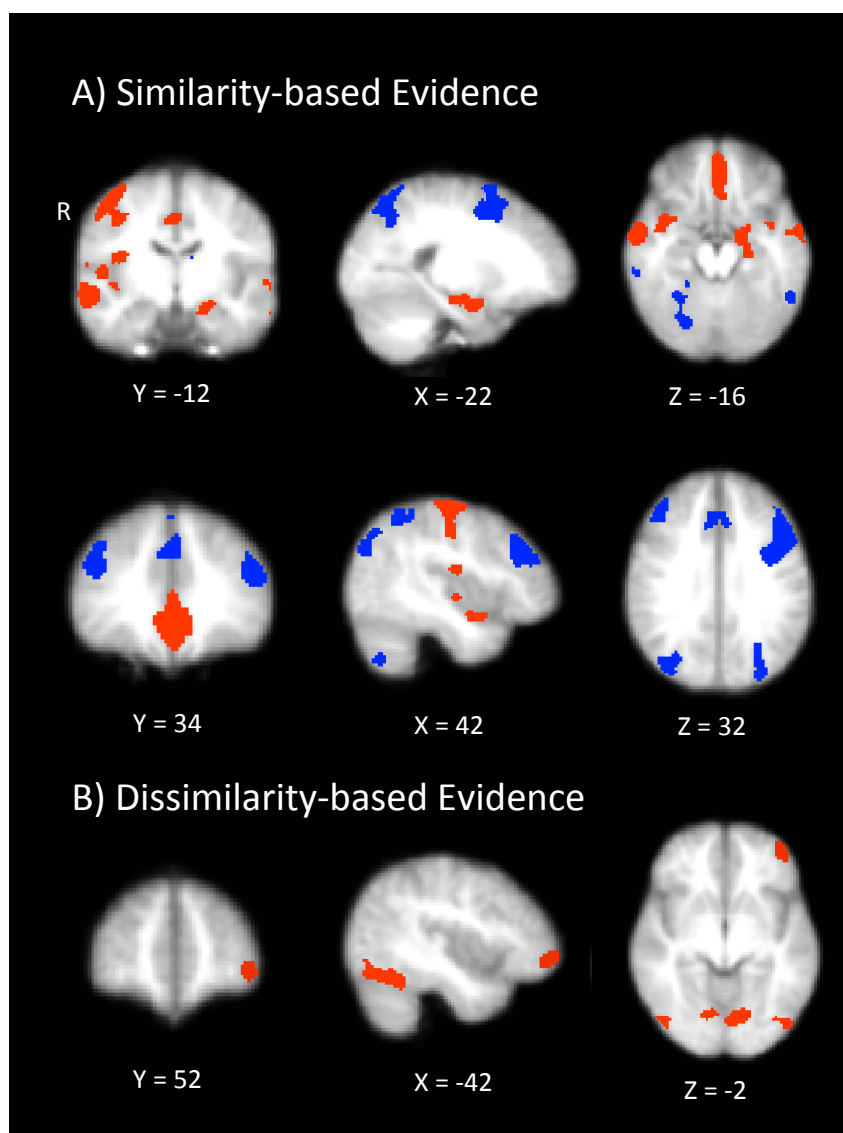 A) Similarity-based Evidence
R
Y = -12
X = -22
Z = -16
Y = 34
X = 42
Z = 32
B) Dissimilarity-based Evidence
Y = 52
X = -42
Z = -2